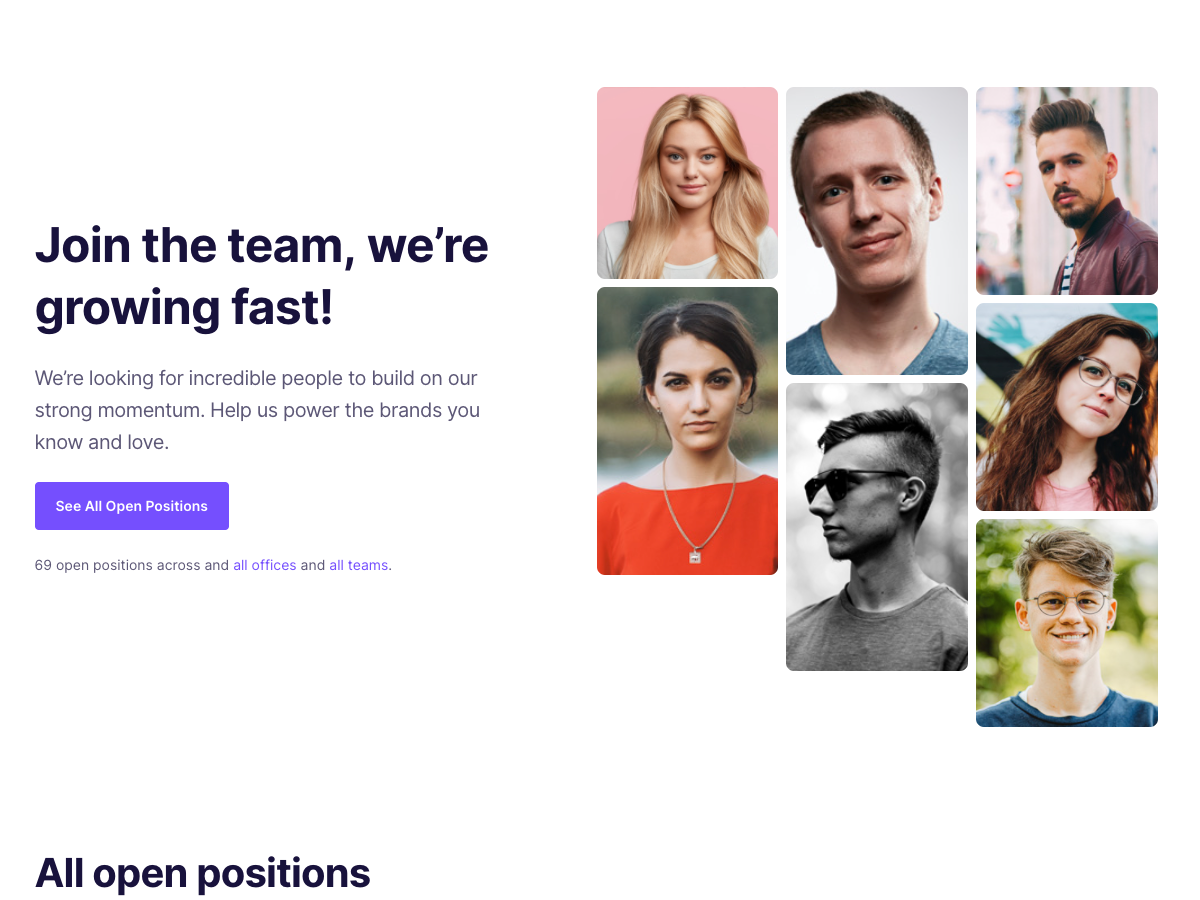 Join the team, we’re
growing fast!
We’re looking for incredible people to build on our
strong momentum. Help us power the brands you
know and love.
See All Open Positions
69 open positions across and all offices and all teams.
All open positions